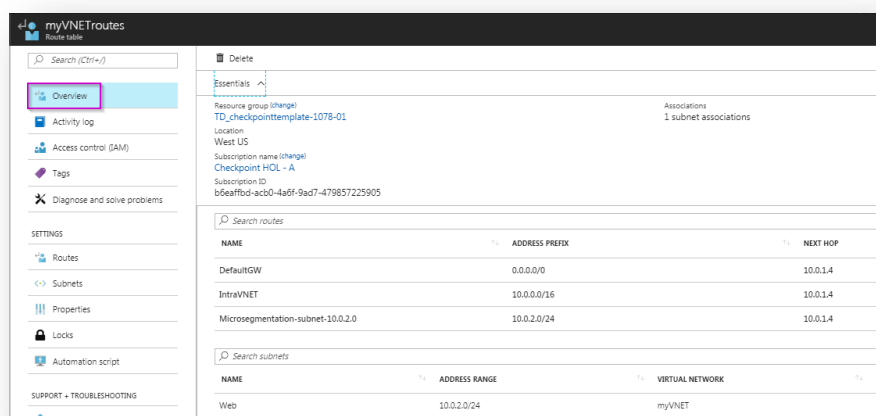 myVNETroutes
Route table
Search (Ctrl+/)
Overview
Activity log
Access control (IAM)
Tags
Diagnose and solve problems
SETTINGS
Routes
Subnets
Properties
Locks
Automation script
SUPPORT + TROUBLESHOOTING
Delete
Essentials
Resource group (change)
TD_checkpointtemplate-1078-01
Location
West US
Subscription name (change)
Checkpoint HOL - A
Subscription ID
b6eaffbd-acb0-4a6f-9ad7-479857225905
Associations
1 subnet associations
Search routes
NAME ADDRESS PREFIX NEXT HOP
DefaultGW 0.0.0.0/0 10.0.1.4
IntraVNET 10.0.0.0/16 10.0.1.4
Microsegmentation-subnet-10.0.2.0 10.0.2.0/24 10.0.1.4
Search subnets
NAME ADDRESS RANGE VIRTUAL NETWORK
Web 10.0.2.0/24 myVNET